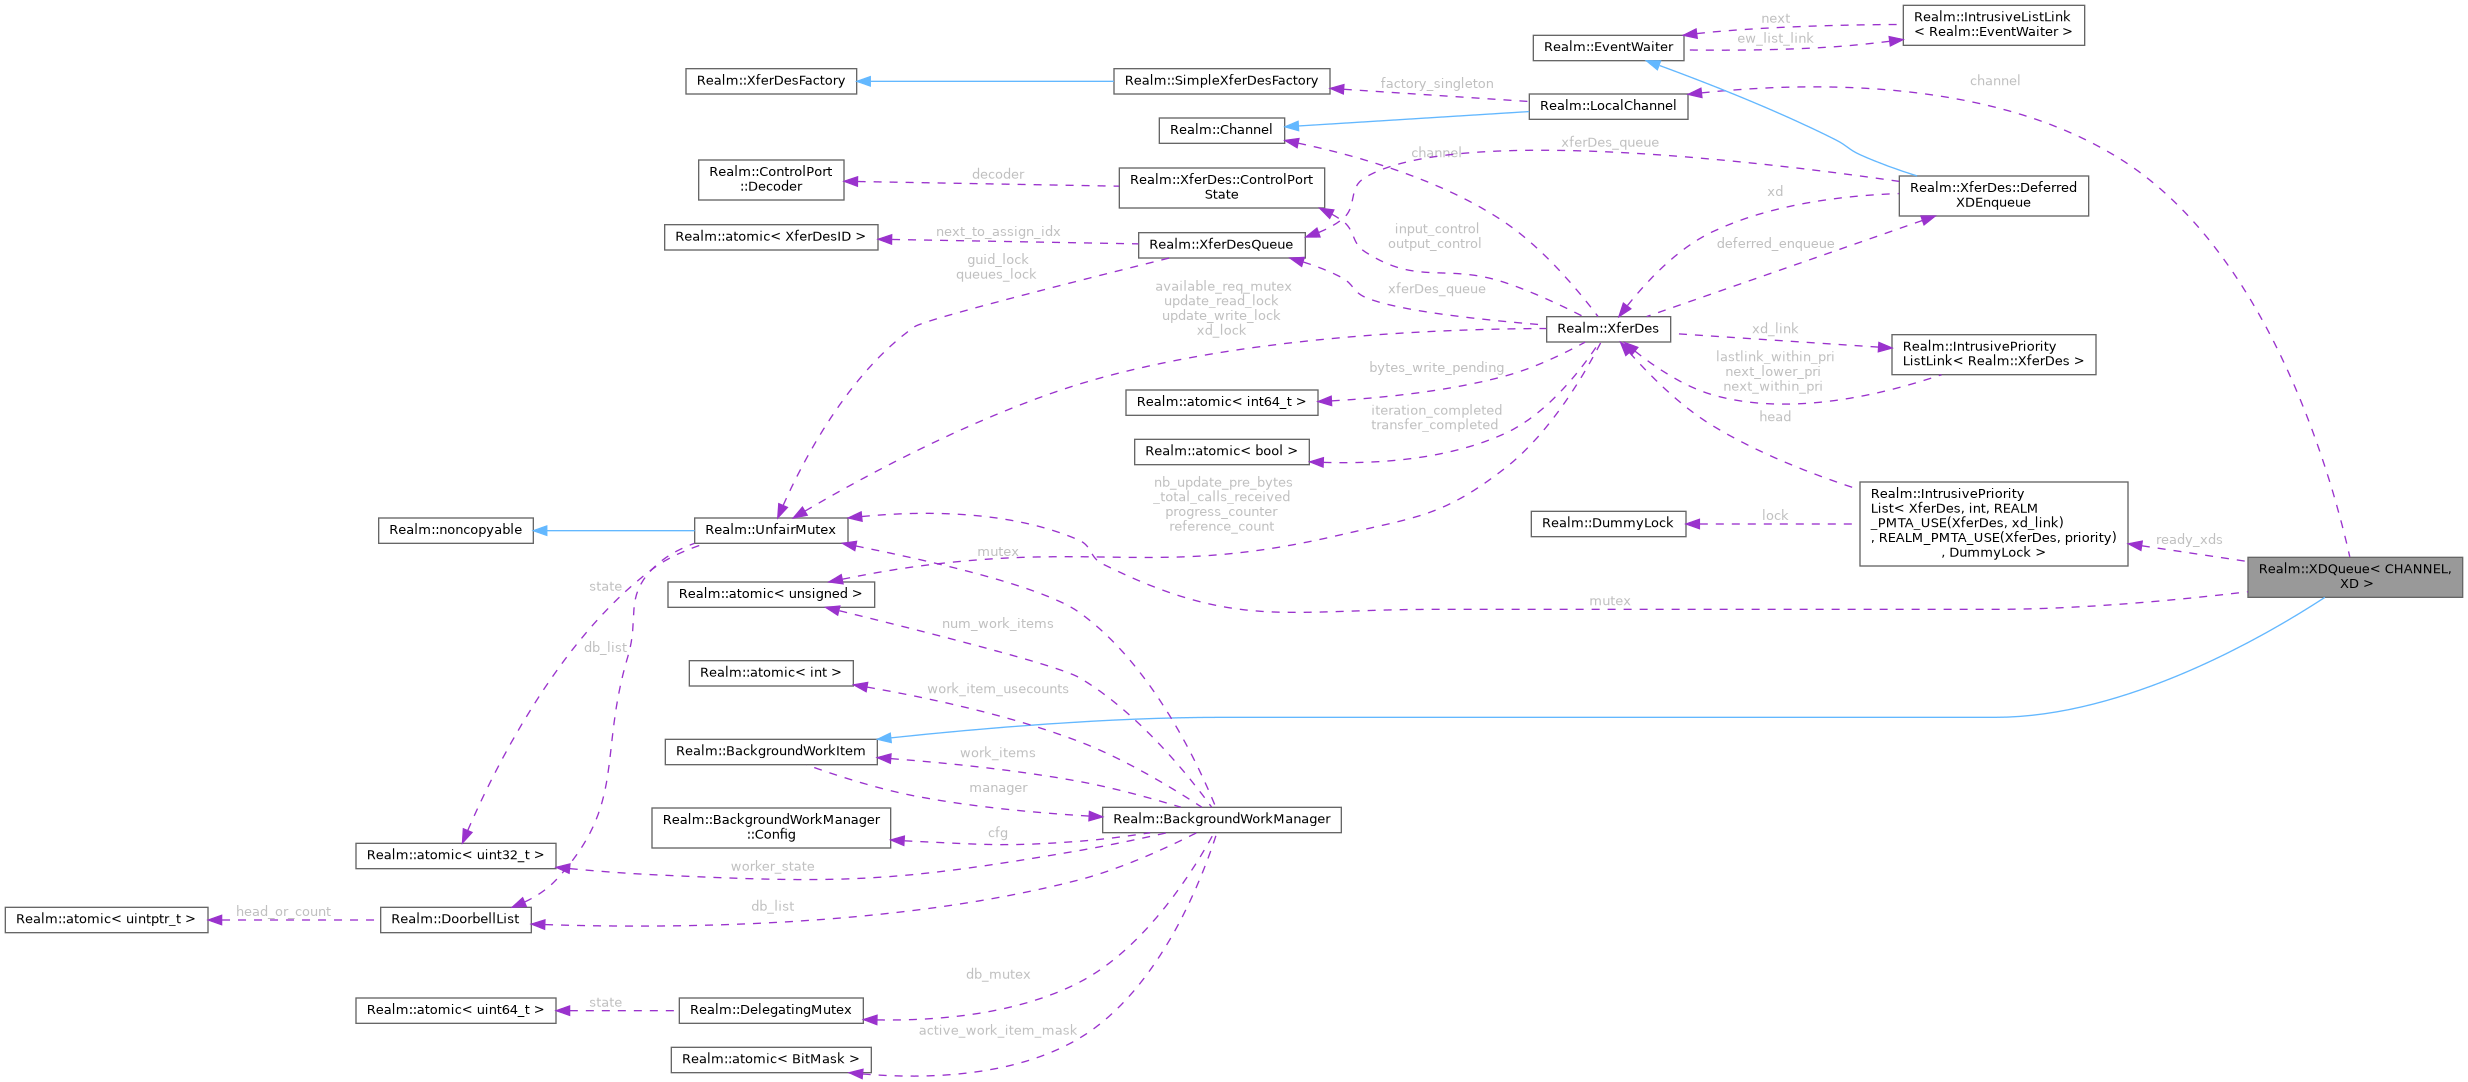 next
Realm::IntrusiveListLink
< Realm::EventWaiter >
ew_list_link
Realm::EventWaiter
Realm::XferDesFactory
Realm::SimpleXferDesFactory
factory_singleton
channel
Realm::LocalChannel
Realm::Channel
channel
xferDes_queue
Realm::ControlPort
::Decoder
decoder
Realm::XferDes::ControlPort
State
xd
Realm::XferDes::Deferred
XDEnqueue
Realm::atomic< XferDesID >
next_to_assign_idx
Realm::XferDesQueue
input_control
output_control
deferred_enqueue
guid_lock
queues_lock
available_req_mutex
update_read_lock
update_write_lock
xd_lock
xferDes_queue
Realm::XferDes
xd_link
Realm::IntrusivePriority
ListLink< Realm::XferDes >
lastlink_within_pri
next_lower_pri
next_within_pri
bytes_write_pending
Realm::atomic< int64_t >
iteration_completed
transfer_completed
head
Realm::atomic< bool >
nb_update_pre_bytes
_total_calls_received
progress_counter
reference_count
Realm::IntrusivePriority
List< XferDes, int, REALM
_PMTA_USE(XferDes, xd_link)
, REALM_PMTA_USE(XferDes, priority)
, DummyLock >
lock
Realm::DummyLock
Realm::noncopyable
Realm::UnfairMutex
ready_xds
Realm::XDQueue< CHANNEL,
XD >
mutex
state
Realm::atomic< unsigned >
mutex
num_work_items
db_list
Realm::atomic< int >
work_item_usecounts
Realm::BackgroundWorkItem
work_items
manager
Realm::BackgroundWorkManager
::Config
cfg
Realm::BackgroundWorkManager
Realm::atomic< uint32_t >
worker_state
Realm::atomic< uintptr_t >
head_or_count
Realm::DoorbellList
db_list
db_mutex
Realm::atomic< uint64_t >
state
Realm::DelegatingMutex
active_work_item_mask
Realm::atomic< BitMask >